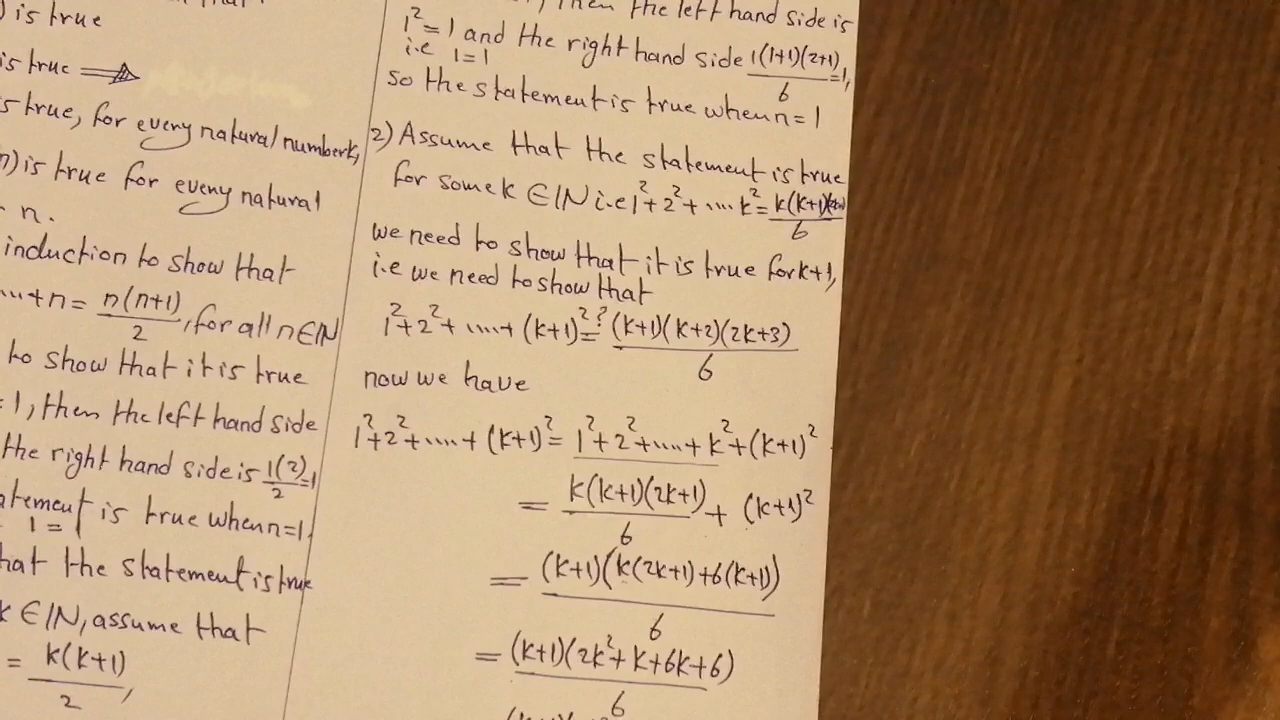 ) is true
is true ⟹
s true, for every natural number k,
n) is true for every natural
n.
induction to show that
....+n = n(n+1)/2, for all n∈ℕ
to show that it is true
=1, then the left hand side
the right hand side is 1(2)/2=1
atement is true when n=1
1=1
hat the statement is true
k∈ℕ, assume that
= k(k+1)/2,
then the left hand side is
1²=1 and the right hand side 1(1+1)(2+1)/6=1,
i.e 1=1
so the statement is true when n=1
2) Assume that the statement is true
for some k∈ℕ i.e 1²+2²+....k²= k(k+1)(2k+1)/6
we need to show that it is true for k+1,
i.e we need to show that
1²+2²+.....+(k+1)²=? (k+1)(k+2)(2k+3)/6
now we have
1²+2²+.....+(k+1)²= 1²+2²+.....+k²+(k+1)²
= k(k+1)(2k+1)/6 + (k+1)²
= (k+1)(k(2k+1)+6(k+1))/6
= (k+1)(2k²+k+6k+6)/6